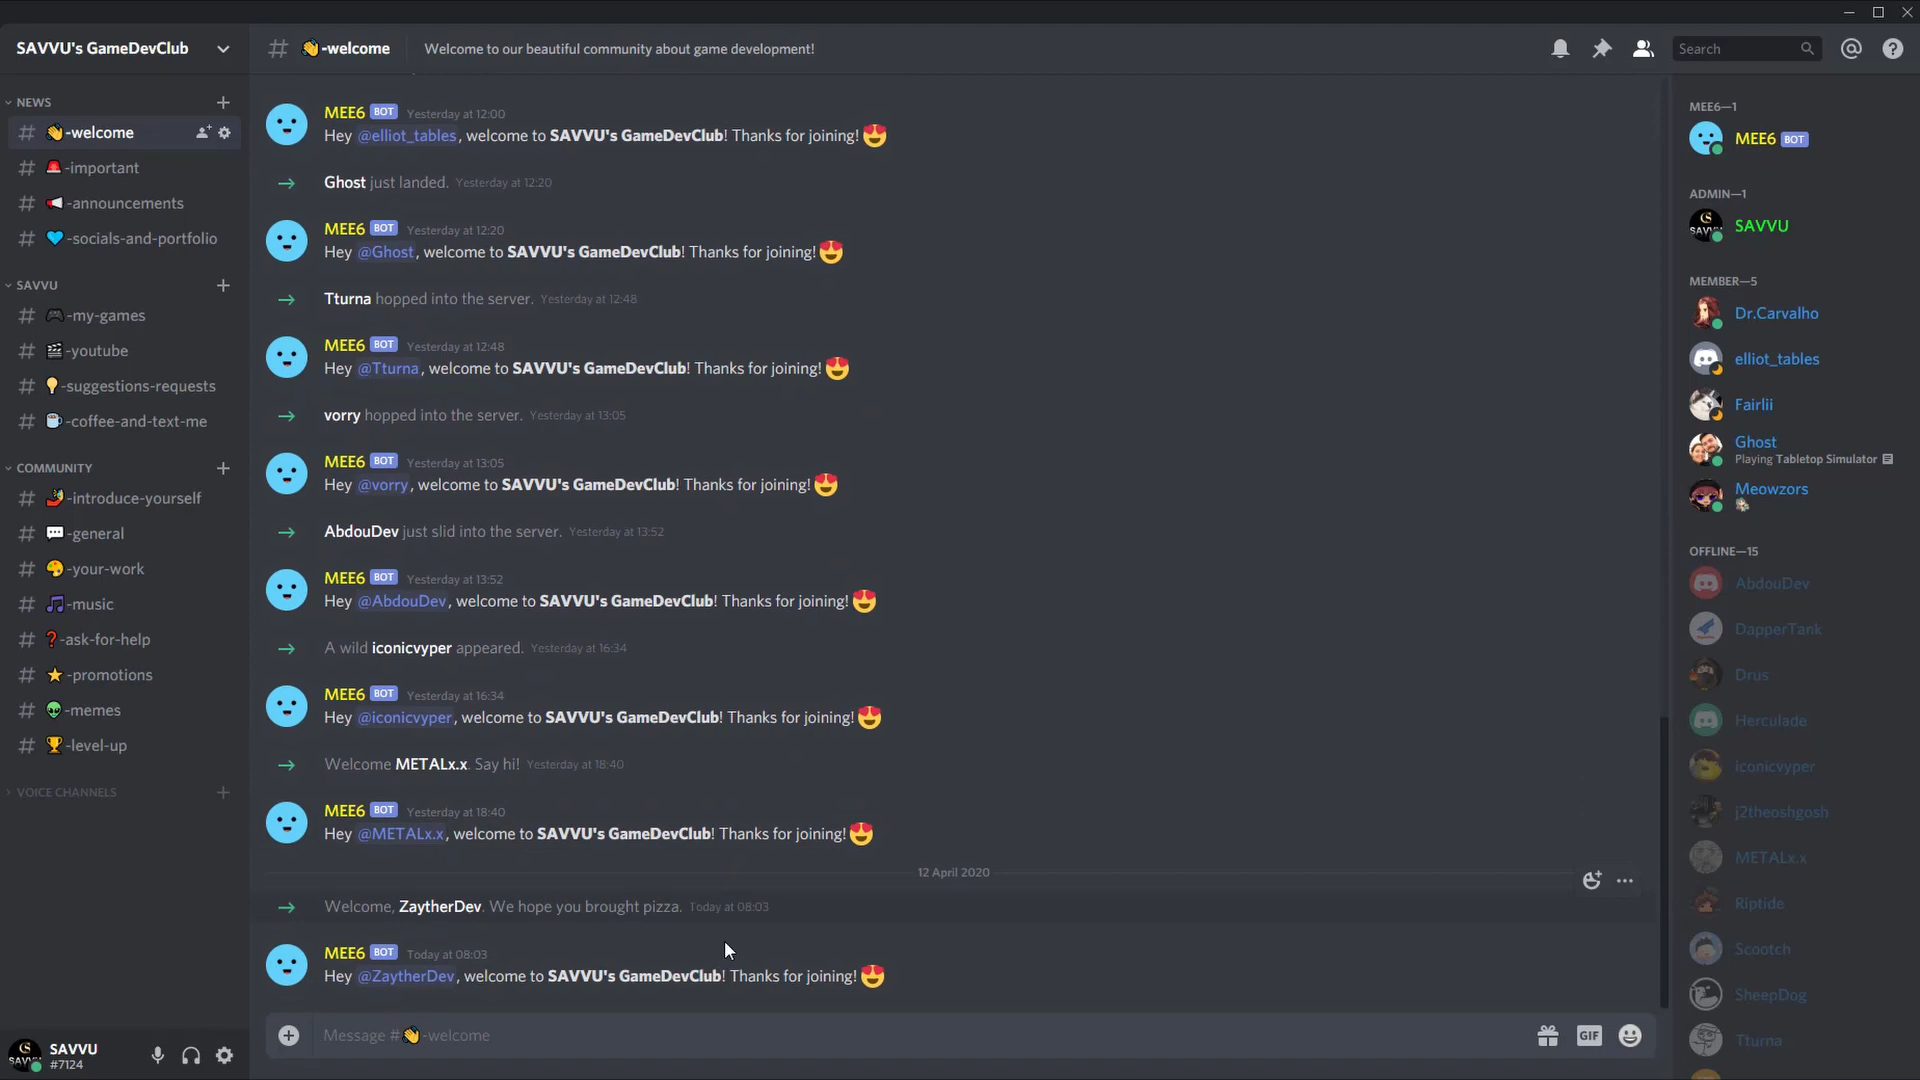 SAVVU's GameDevClub
NEWS
-welcome
-important
-announcements
-socials-and-portfolio
SAVVU
-my-games
-youtube
-suggestions-requests
-coffee-and-text-me
COMMUNITY
-introduce-yourself
-general
-your-work
-music
-ask-for-help
-promotions
-memes
-level-up
VOICE CHANNELS
SAVVU
#7124
# 👋-welcome
Welcome to our beautiful community about game development!
Search
MEE6 BOT Yesterday at 12:00
Hey @elliot_tables, welcome to SAVVU's GameDevClub! Thanks for joining! 😍
Ghost just landed. Yesterday at 12:20
MEE6 BOT Yesterday at 12:20
Hey @Ghost, welcome to SAVVU's GameDevClub! Thanks for joining! 😍
Tturna hopped into the server. Yesterday at 12:48
MEE6 BOT Yesterday at 12:48
Hey @Tturna, welcome to SAVVU's GameDevClub! Thanks for joining! 😍
vorry hopped into the server. Yesterday at 13:05
MEE6 BOT Yesterday at 13:05
Hey @vorry, welcome to SAVVU's GameDevClub! Thanks for joining! 😍
AbdouDev just slid into the server. Yesterday at 13:52
MEE6 BOT Yesterday at 13:52
Hey @AbdouDev, welcome to SAVVU's GameDevClub! Thanks for joining! 😍
A wild iconicvyper appeared. Yesterday at 16:34
MEE6 BOT Yesterday at 16:34
Hey @iconicvyper, welcome to SAVVU's GameDevClub! Thanks for joining! 😍
Welcome METALx.x. Say hi! Yesterday at 18:40
MEE6 BOT Yesterday at 18:40
Hey @METALx.x, welcome to SAVVU's GameDevClub! Thanks for joining! 😍
12 April 2020
Welcome, ZaytherDev. We hope you brought pizza. Today at 08:03
MEE6 BOT Today at 08:03
Hey @ZaytherDev, welcome to SAVVU's GameDevClub! Thanks for joining! 😍
Message #👋-welcome
GIF
MEE6—1
MEE6 BOT
ADMIN—1
SAVVU
MEMBER—5
Dr.Carvalho
elliot_tables
Fairlii
Ghost
Playing Tabletop Simulator
Meowzors
OFFLINE—15
AbdouDev
DapperTank
Drus
Herculade
iconicvyper
j2theoshgosh
METALx.x
Riptide
Scootch
SheepDog
Tturna